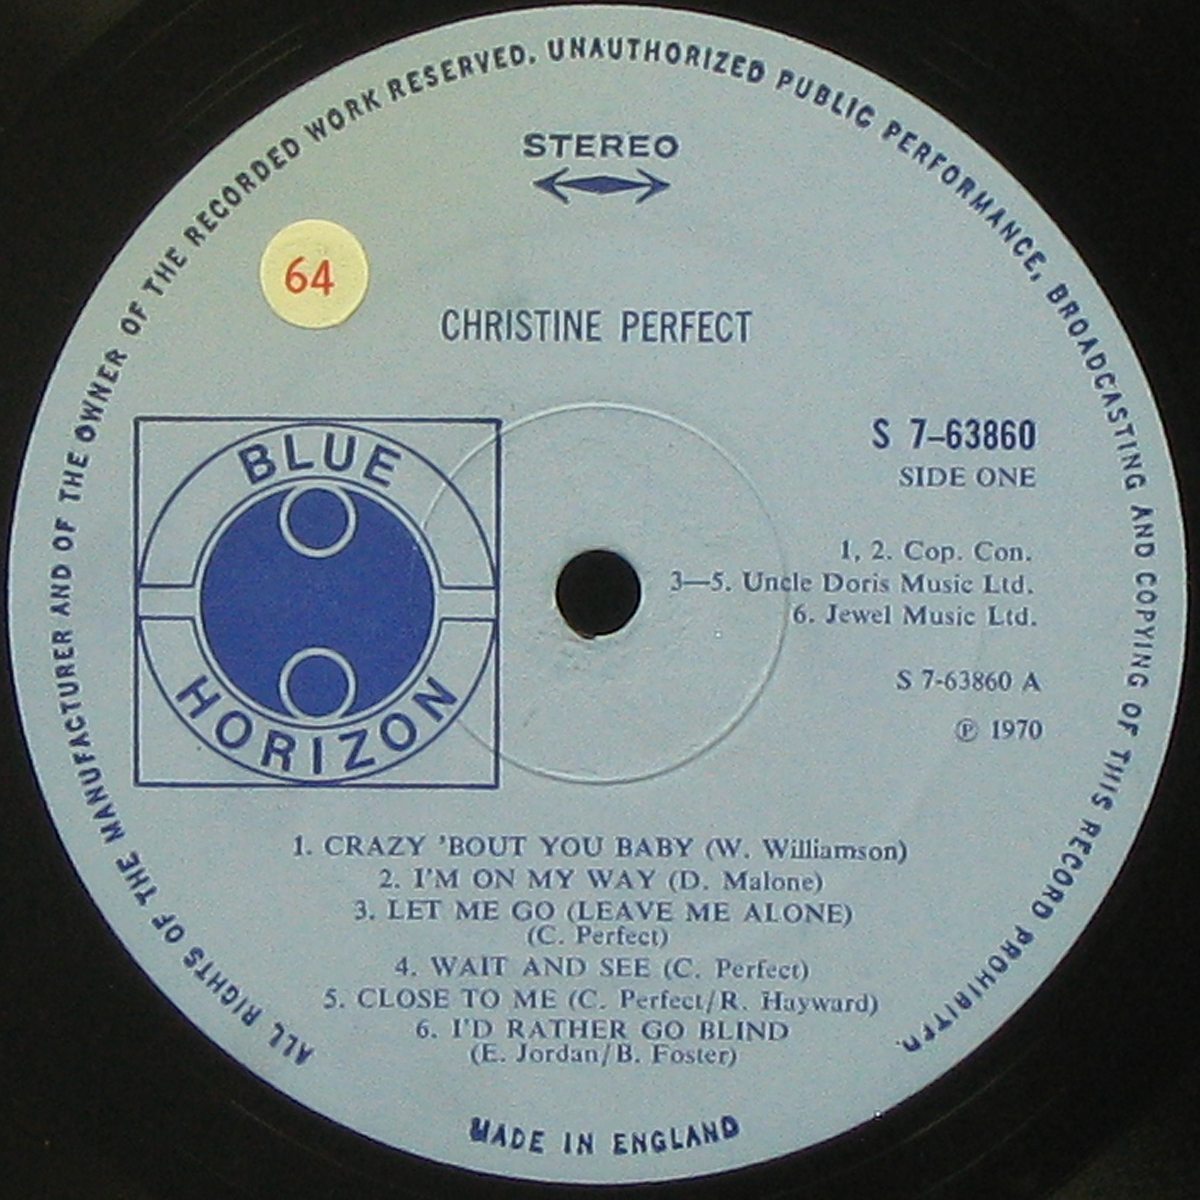 ALL RIGHTS OF THE MANUFACTURER AND OF THE OWNER OF THE RECORDED WORK RESERVED. UNAUTHORIZED PUBLIC PERFORMANCE, BROADCASTING AND COPYING OF THIS RECORD PROHIBITED.
STEREO
64
CHRISTINE PERFECT
BLUE
HORIZON
S 7–63860
SIDE ONE
1, 2. Cop. Con.
3—5. Uncle Doris Music Ltd.
6. Jewel Music Ltd.
S 7-63860 A
℗ 1970
1. CRAZY 'BOUT YOU BABY (W. Williamson)
2. I'M ON MY WAY (D. Malone)
3. LET ME GO (LEAVE ME ALONE)
(C. Perfect)
4. WAIT AND SEE (C. Perfect)
5. CLOSE TO ME (C. Perfect/R. Hayward)
6. I'D RATHER GO BLIND
(E. Jordan/B. Foster)
MADE IN ENGLAND